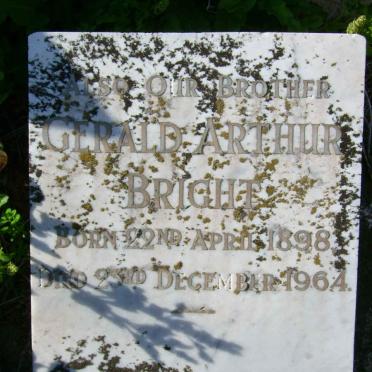 Also Our Brother
Gerald Arthur
Bright
Born 22nd April 1898.
Died 23rd December 1964.